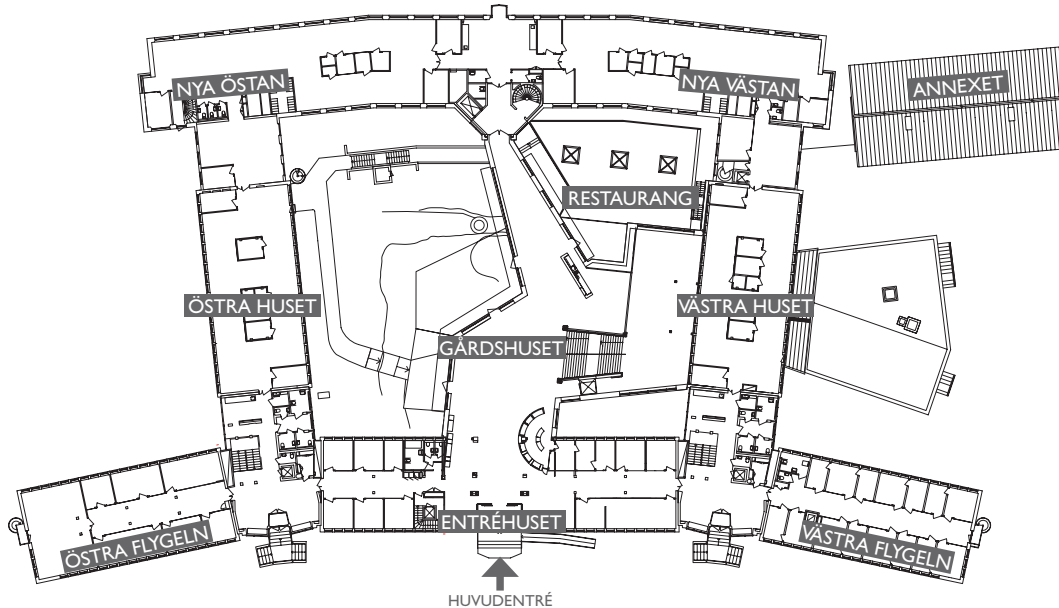 NYA ÖSTAN
NYA VÄSTAN
ANNEXET
RESTAURANG
ÖSTRA HUSET
VÄSTRA HUSET
GÅRDSHUSET
ENTRÉHUSET
ÖSTRA FLYGELN
VÄSTRA FLYGELN
HUVUDENTRÉ